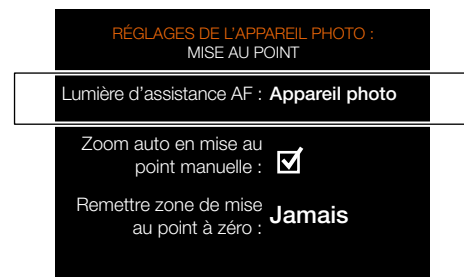 RÉGLAGES DE L'APPAREIL PHOTO :
MISE AU POINT
Lumière d'assistance AF : Appareil photo
Zoom auto en mise au
point manuelle :
Remettre zone de mise
au point à zéro : Jamais